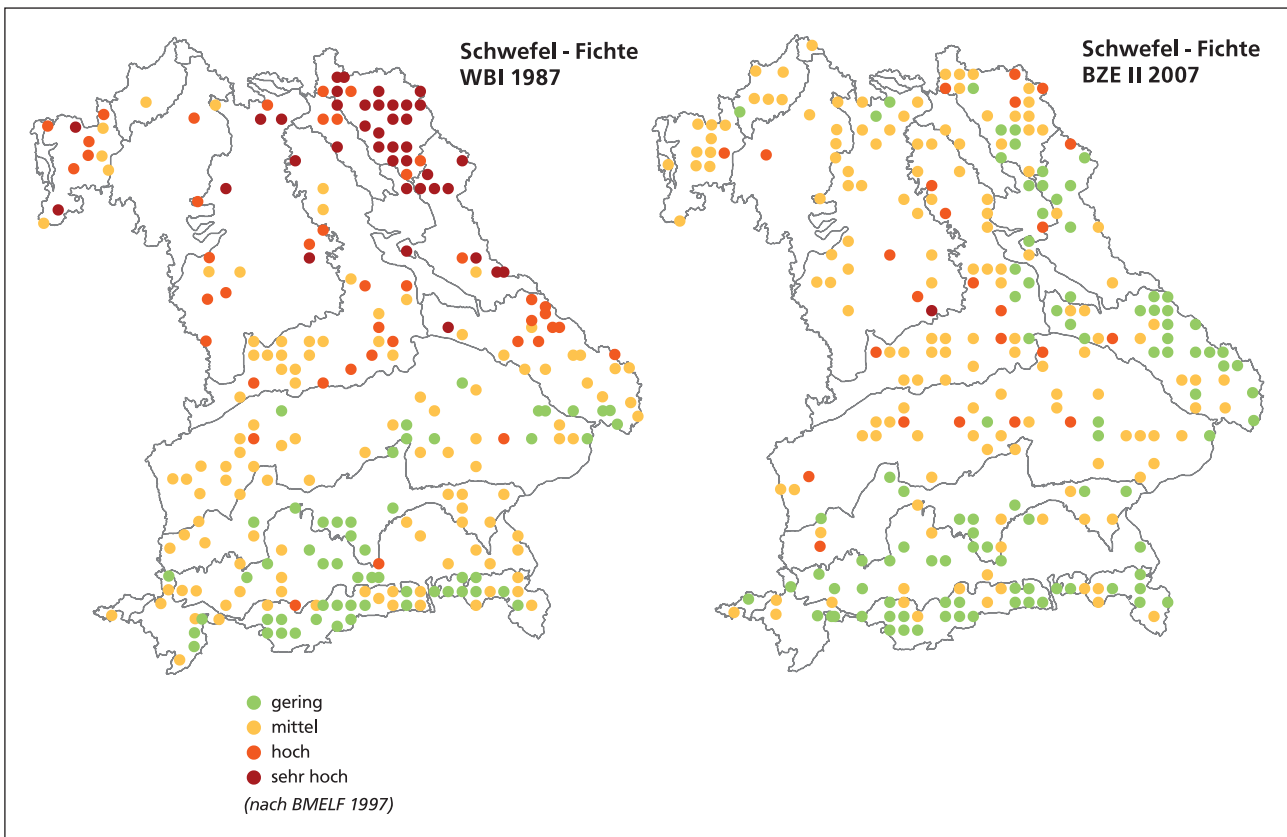 Schwefel - Fichte
WBI 1987
Schwefel - Fichte
BZE II 2007
gering
mittel
hoch
sehr hoch
(nach BMELF 1997)